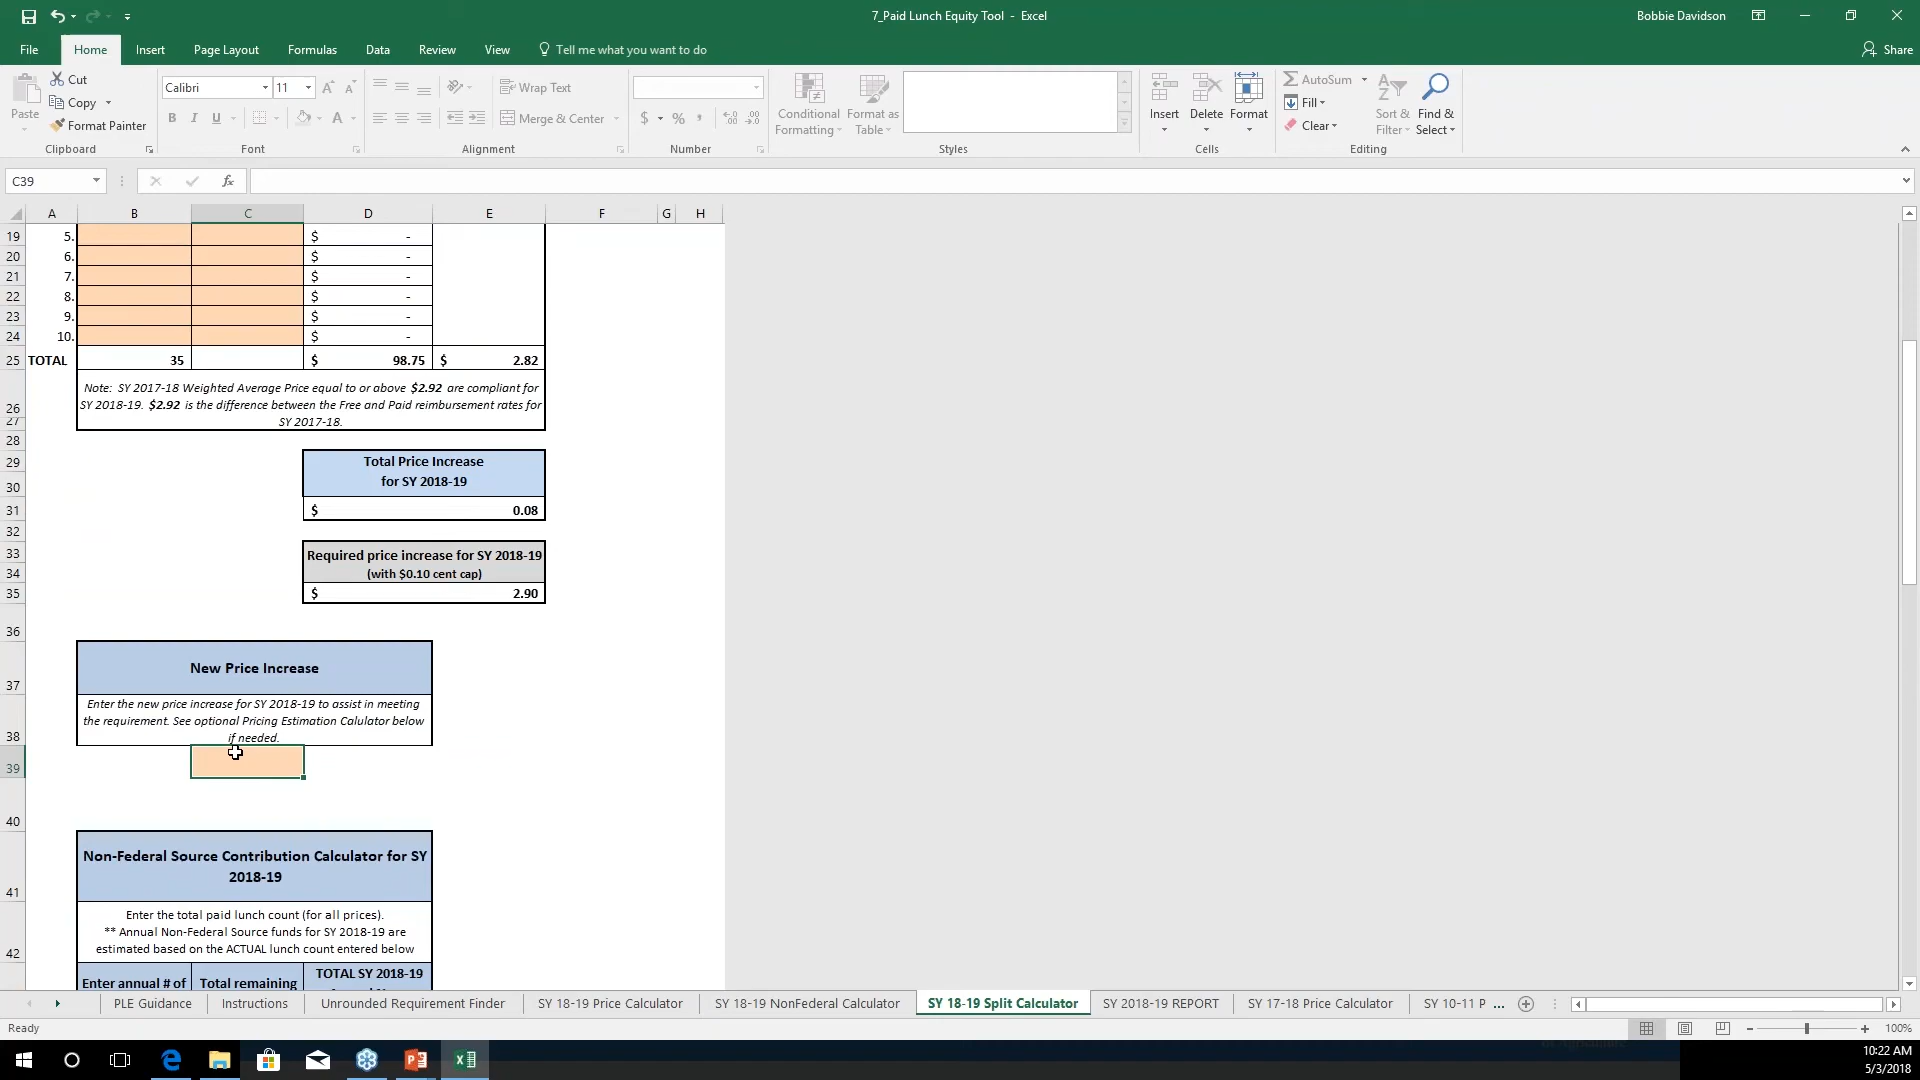 7_Paid Lunch Equity Tool - Excel
Bobbie Davidson
File Home Insert Page Layout Formulas Data Review View Tell me what you want to do Share
Paste
Cut
Copy
Format Painter
Clipboard
Calibri 11
B I U
Font
Wrap Text
Merge & Center
Alignment
$ % ,
Number
Conditional Formatting
Format as Table
Styles
Insert
Delete
Format
Cells
AutoSum
Fill
Clear
Sort & Filter
Find & Select
Editing
C39
fx
A B C D E F G H
19 5. $ -
20 6. $ -
21 7. $ -
22 8. $ -
23 9. $ -
24 10. $ -
25 TOTAL 35 $ 98.75 $ 2.82
26
27
Note: SY 2017-18 Weighted Average Price equal to or above $2.92 are compliant for
SY 2018-19. $2.92 is the difference between the Free and Paid reimbursement rates for
SY 2017-18.
28
29
30
Total Price Increase
for SY 2018-19
31 $ 0.08
32
33
34
Required price increase for SY 2018-19
(with $0.10 cent cap)
35 $ 2.90
36
37 New Price Increase
38
Enter the new price increase for SY 2018-19 to assist in meeting
the requirement. See optional Pricing Estimation Calulator below
if needed.
39
40
41
Non-Federal Source Contribution Calculator for SY
2018-19
42
Enter the total paid lunch count (for all prices).
** Annual Non-Federal Source funds for SY 2018-19 are
estimated based on the ACTUAL lunch count entered below
Enter annual # of
Total remaining
TOTAL SY 2018-19
PLE Guidance Instructions Unrounded Requirement Finder SY 18-19 Price Calculator SY 18-19 NonFederal Calculator SY 18-19 Split Calculator SY 2018-19 REPORT SY 17-18 Price Calculator SY 10-11 P ...
Ready
100%
10:22 AM
5/3/2018